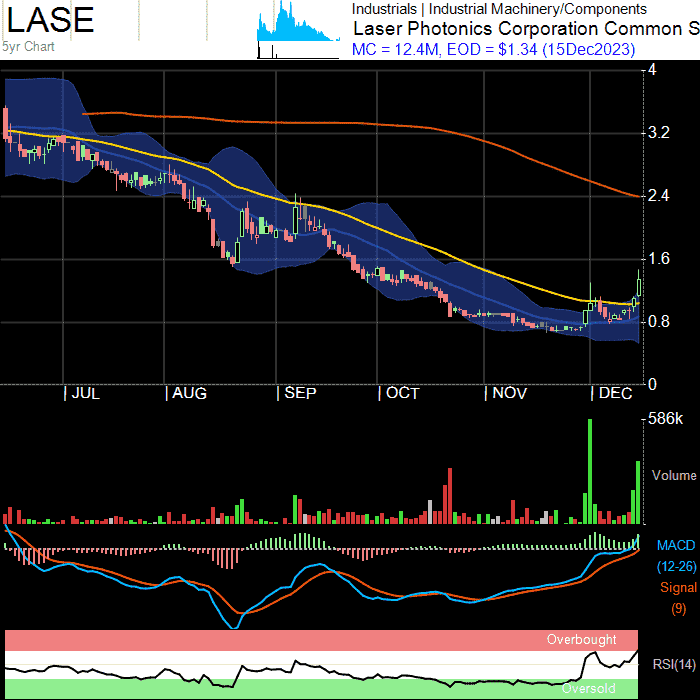 LASE
5yr Chart
Industrials | Industrial Machinery/Components
Laser Photonics Corporation Common S
MC = 12.4M, EOD = $1.34 (15Dec2023)
4
3.2
2.4
1.6
0.8
0
| JUL | AUG | SEP | OCT | NOV | DEC
586k
Volume
MACD
(12-26)
Signal
(9)
Overbought
RSI(14)
Oversold